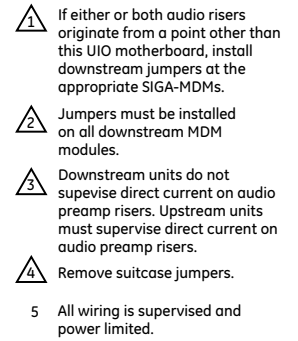 1 If either or both audio risers
originate from a point other than
this UIO motherboard, install
downstream jumpers at the
appropriate SIGA-MDMs.
2 Jumpers must be installed
on all downstream MDM
modules.
3 Downstream units do not
supevise direct current on audio
preamp risers. Upstream units
must supervise direct current on
audio preamp risers.
4 Remove suitcase jumpers.
5 All wiring is supervised and
power limited.